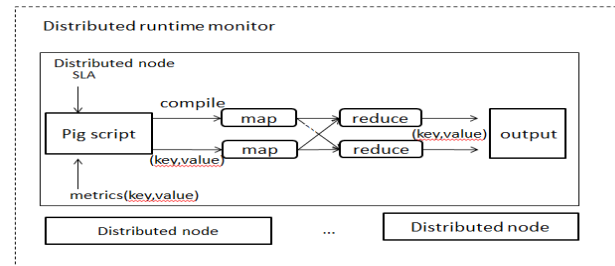 Distributed runtime monitor
Distributed node
SLA
compile
map
reduce
Pig script
(key,value)
output
(key,value)
map
reduce
metrics(key,value)
Distributed node
...
Distributed node